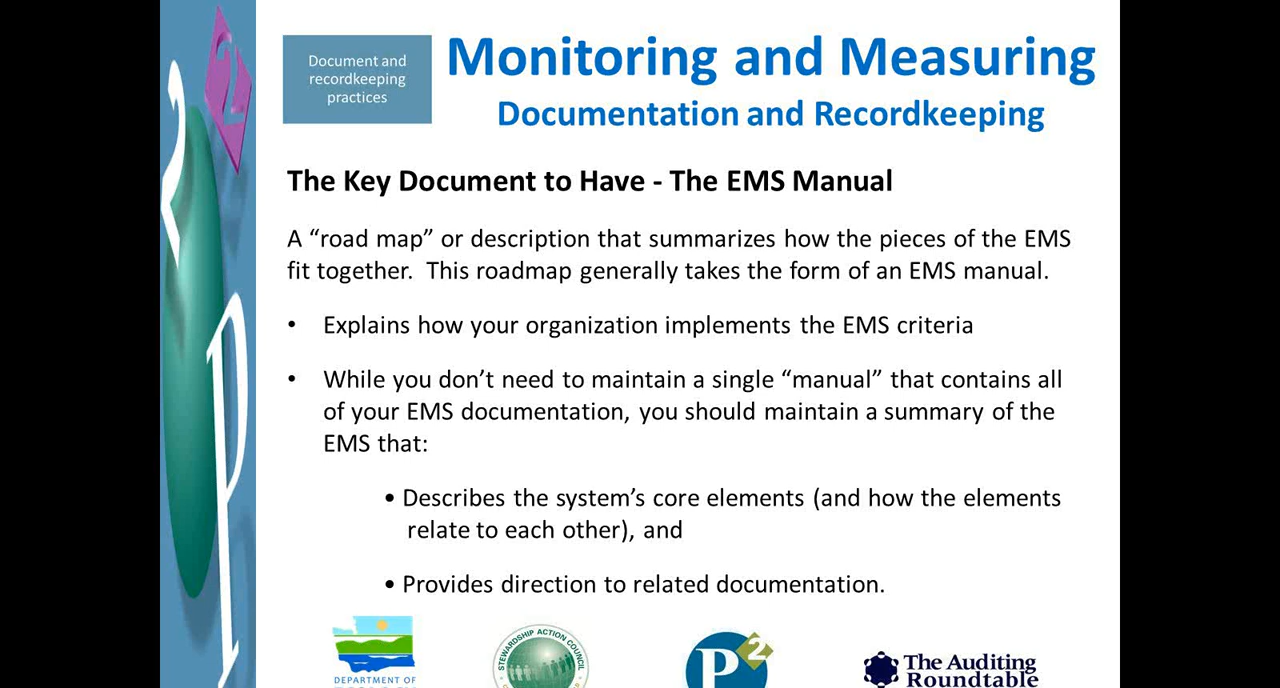 Document and
recordkeeping
practices
Monitoring and Measuring
Documentation and Recordkeeping
The Key Document to Have - The EMS Manual
A “road map” or description that summarizes how the pieces of the EMS
fit together.  This roadmap generally takes the form of an EMS manual.
• Explains how your organization implements the EMS criteria
• While you don’t need to maintain a single “manual” that contains all
of your EMS documentation, you should maintain a summary of the
EMS that:
• Describes the system’s core elements (and how the elements
relate to each other), and
• Provides direction to related documentation.
2
P
DEPARTMENT OF
STEWARDSHIP ACTION COUNCIL
P2
The Auditing
Roundtable